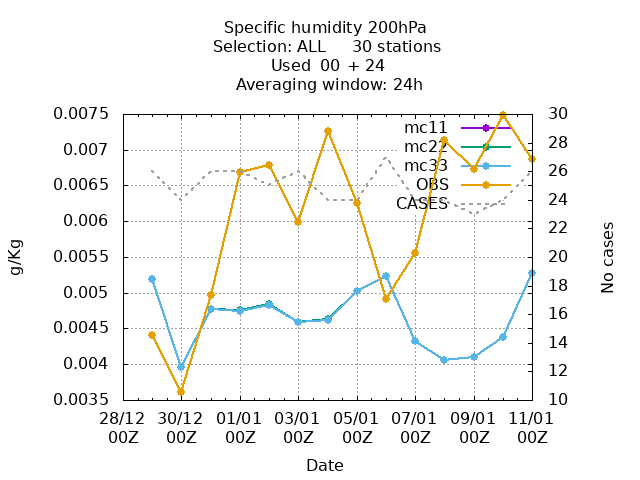 Specific humidity 200hPa
Selection: ALL 30 stations
Used 00 + 24
Averaging window: 24h
0.0075
0.007
0.0065
0.006
0.0055
0.005
0.0045
0.004
0.0035
g/Kg
30
28
26
24
22
20
18
16
14
12
10
No cases
mc11
mc22
mc33
OBS
CASES
28/12 30/12 01/01 03/01 05/01 07/01 09/01 11/01
00Z 00Z 00Z 00Z 00Z 00Z 00Z 00Z
Date